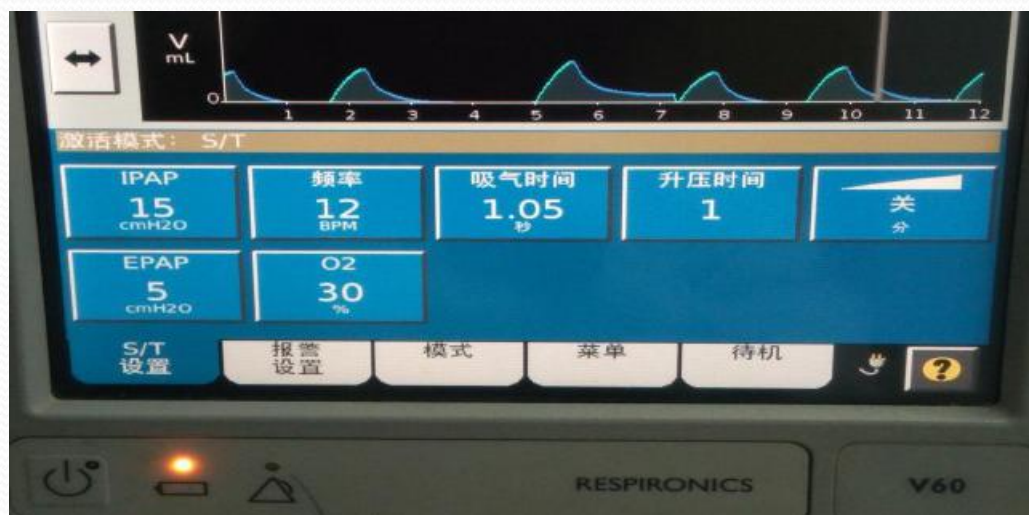 V
mL
0
1 2 3 4 5 6 7 8 9 10 11 12
激活模式: S/T
IPAP
15
cmH2O
频率
12
BPM
吸气时间
1.05
秒
升压时间
1
关
分
EPAP
5
cmH2O
O2
30
%
S/T
设置
报警
设置
模式
菜单
待机
?
RESPIRONICS
V60